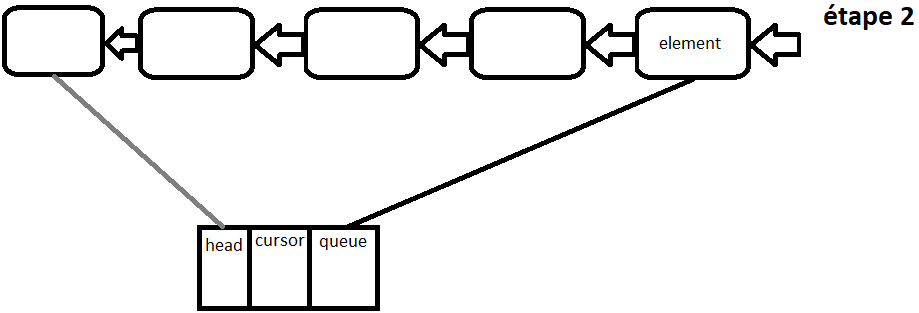 étape 2
element
head
cursor
queue